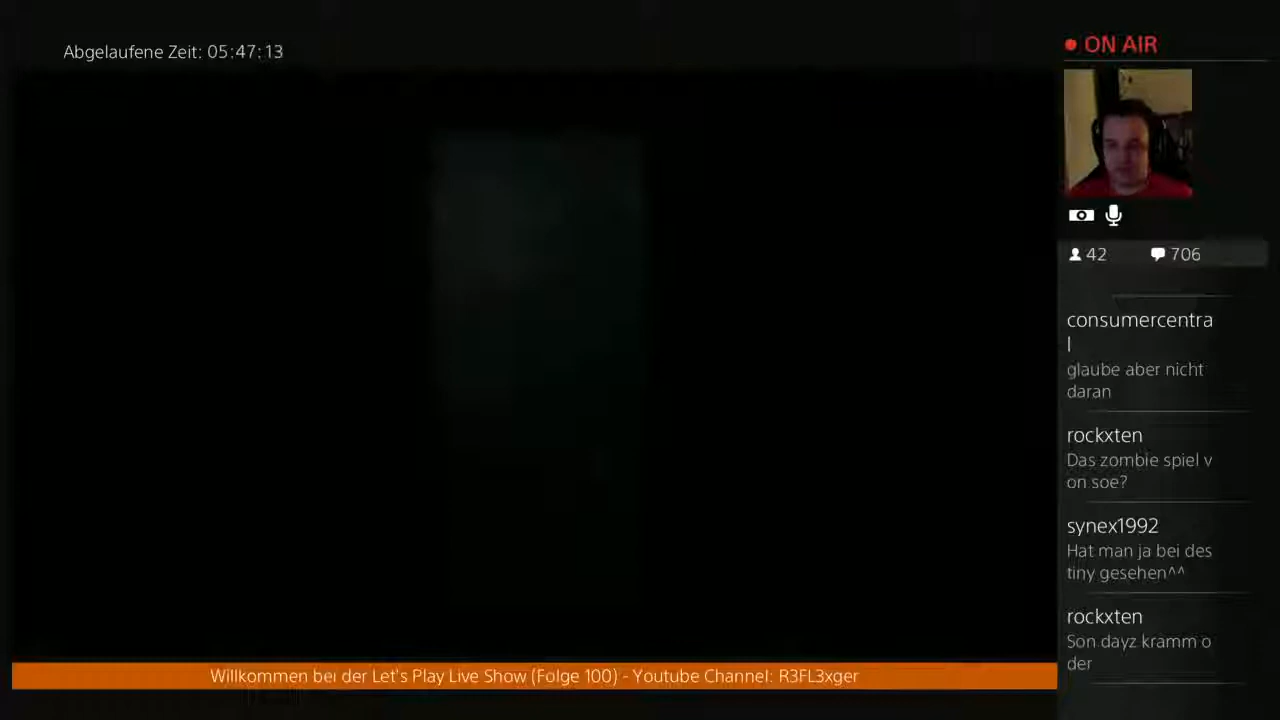 Abgelaufene Zeit: 05:47:13
ON AIR
42 706
consumercentra
l
glaube aber nicht
daran
rockxten
Das zombie spiel v
on soe?
synex1992
Hat man ja bei des
tiny gesehen^^
rockxten
Son dayz kramm o
der
Willkommen bei der Let's Play Live Show (Folge 100) - Youtube Channel: R3FL3xger